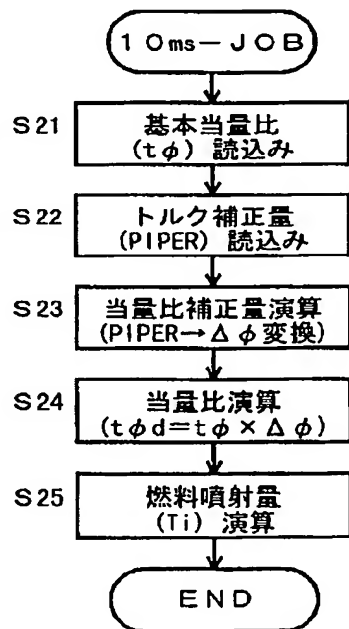 10ms-JOB
S21
基本当量比
(tφ) 読込み
S22
トルク補正量
(PIPER) 読込み
S23
当量比補正量演算
(PIPER→Δφ変換)
S24
当量比演算
(tφd=tφ×Δφ)
S25
燃料噴射量
(Ti) 演算
END